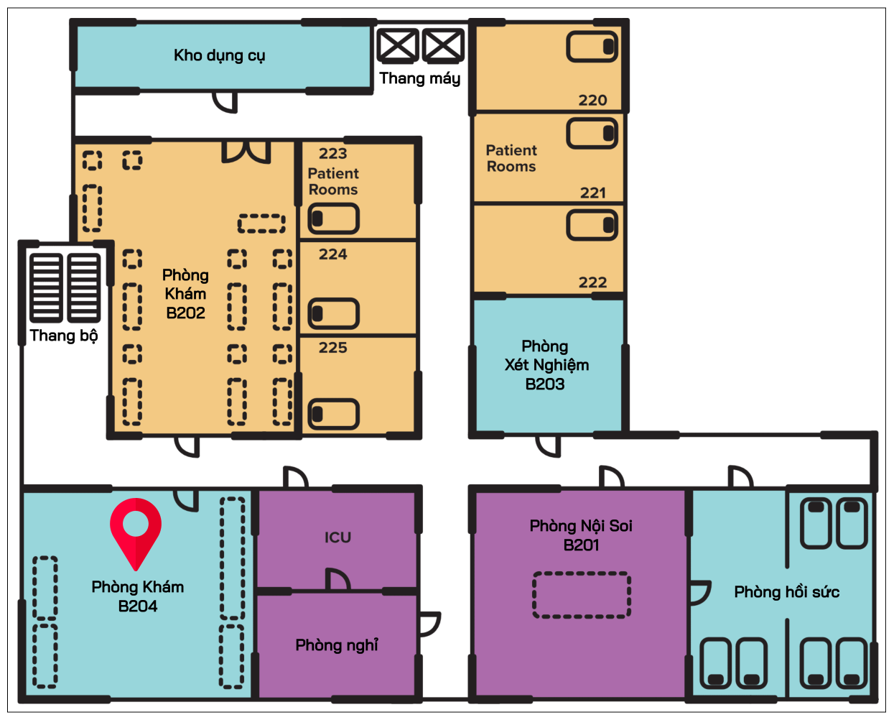 Kho dụng cụ
Thang máy
220
Patient
Rooms
221
222
223
Patient
Rooms
224
225
Phòng
Khám
B202
Thang bộ
Phòng
Xét Nghiệm
B203
Phòng Khám
B204
ICU
Phòng nghỉ
Phòng Nội Soi
B201
Phòng hồi sức